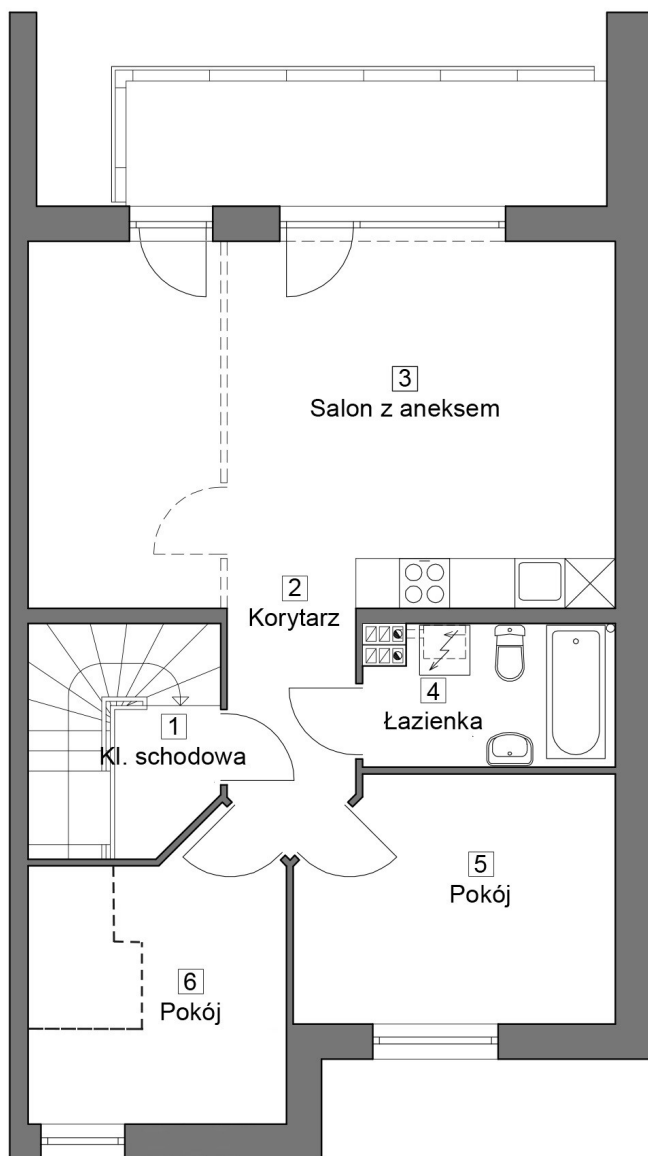 3
Salon z aneksem
2
Korytarz
1
Kl. schodowa
4
Łazienka
5
Pokój
6
Pokój